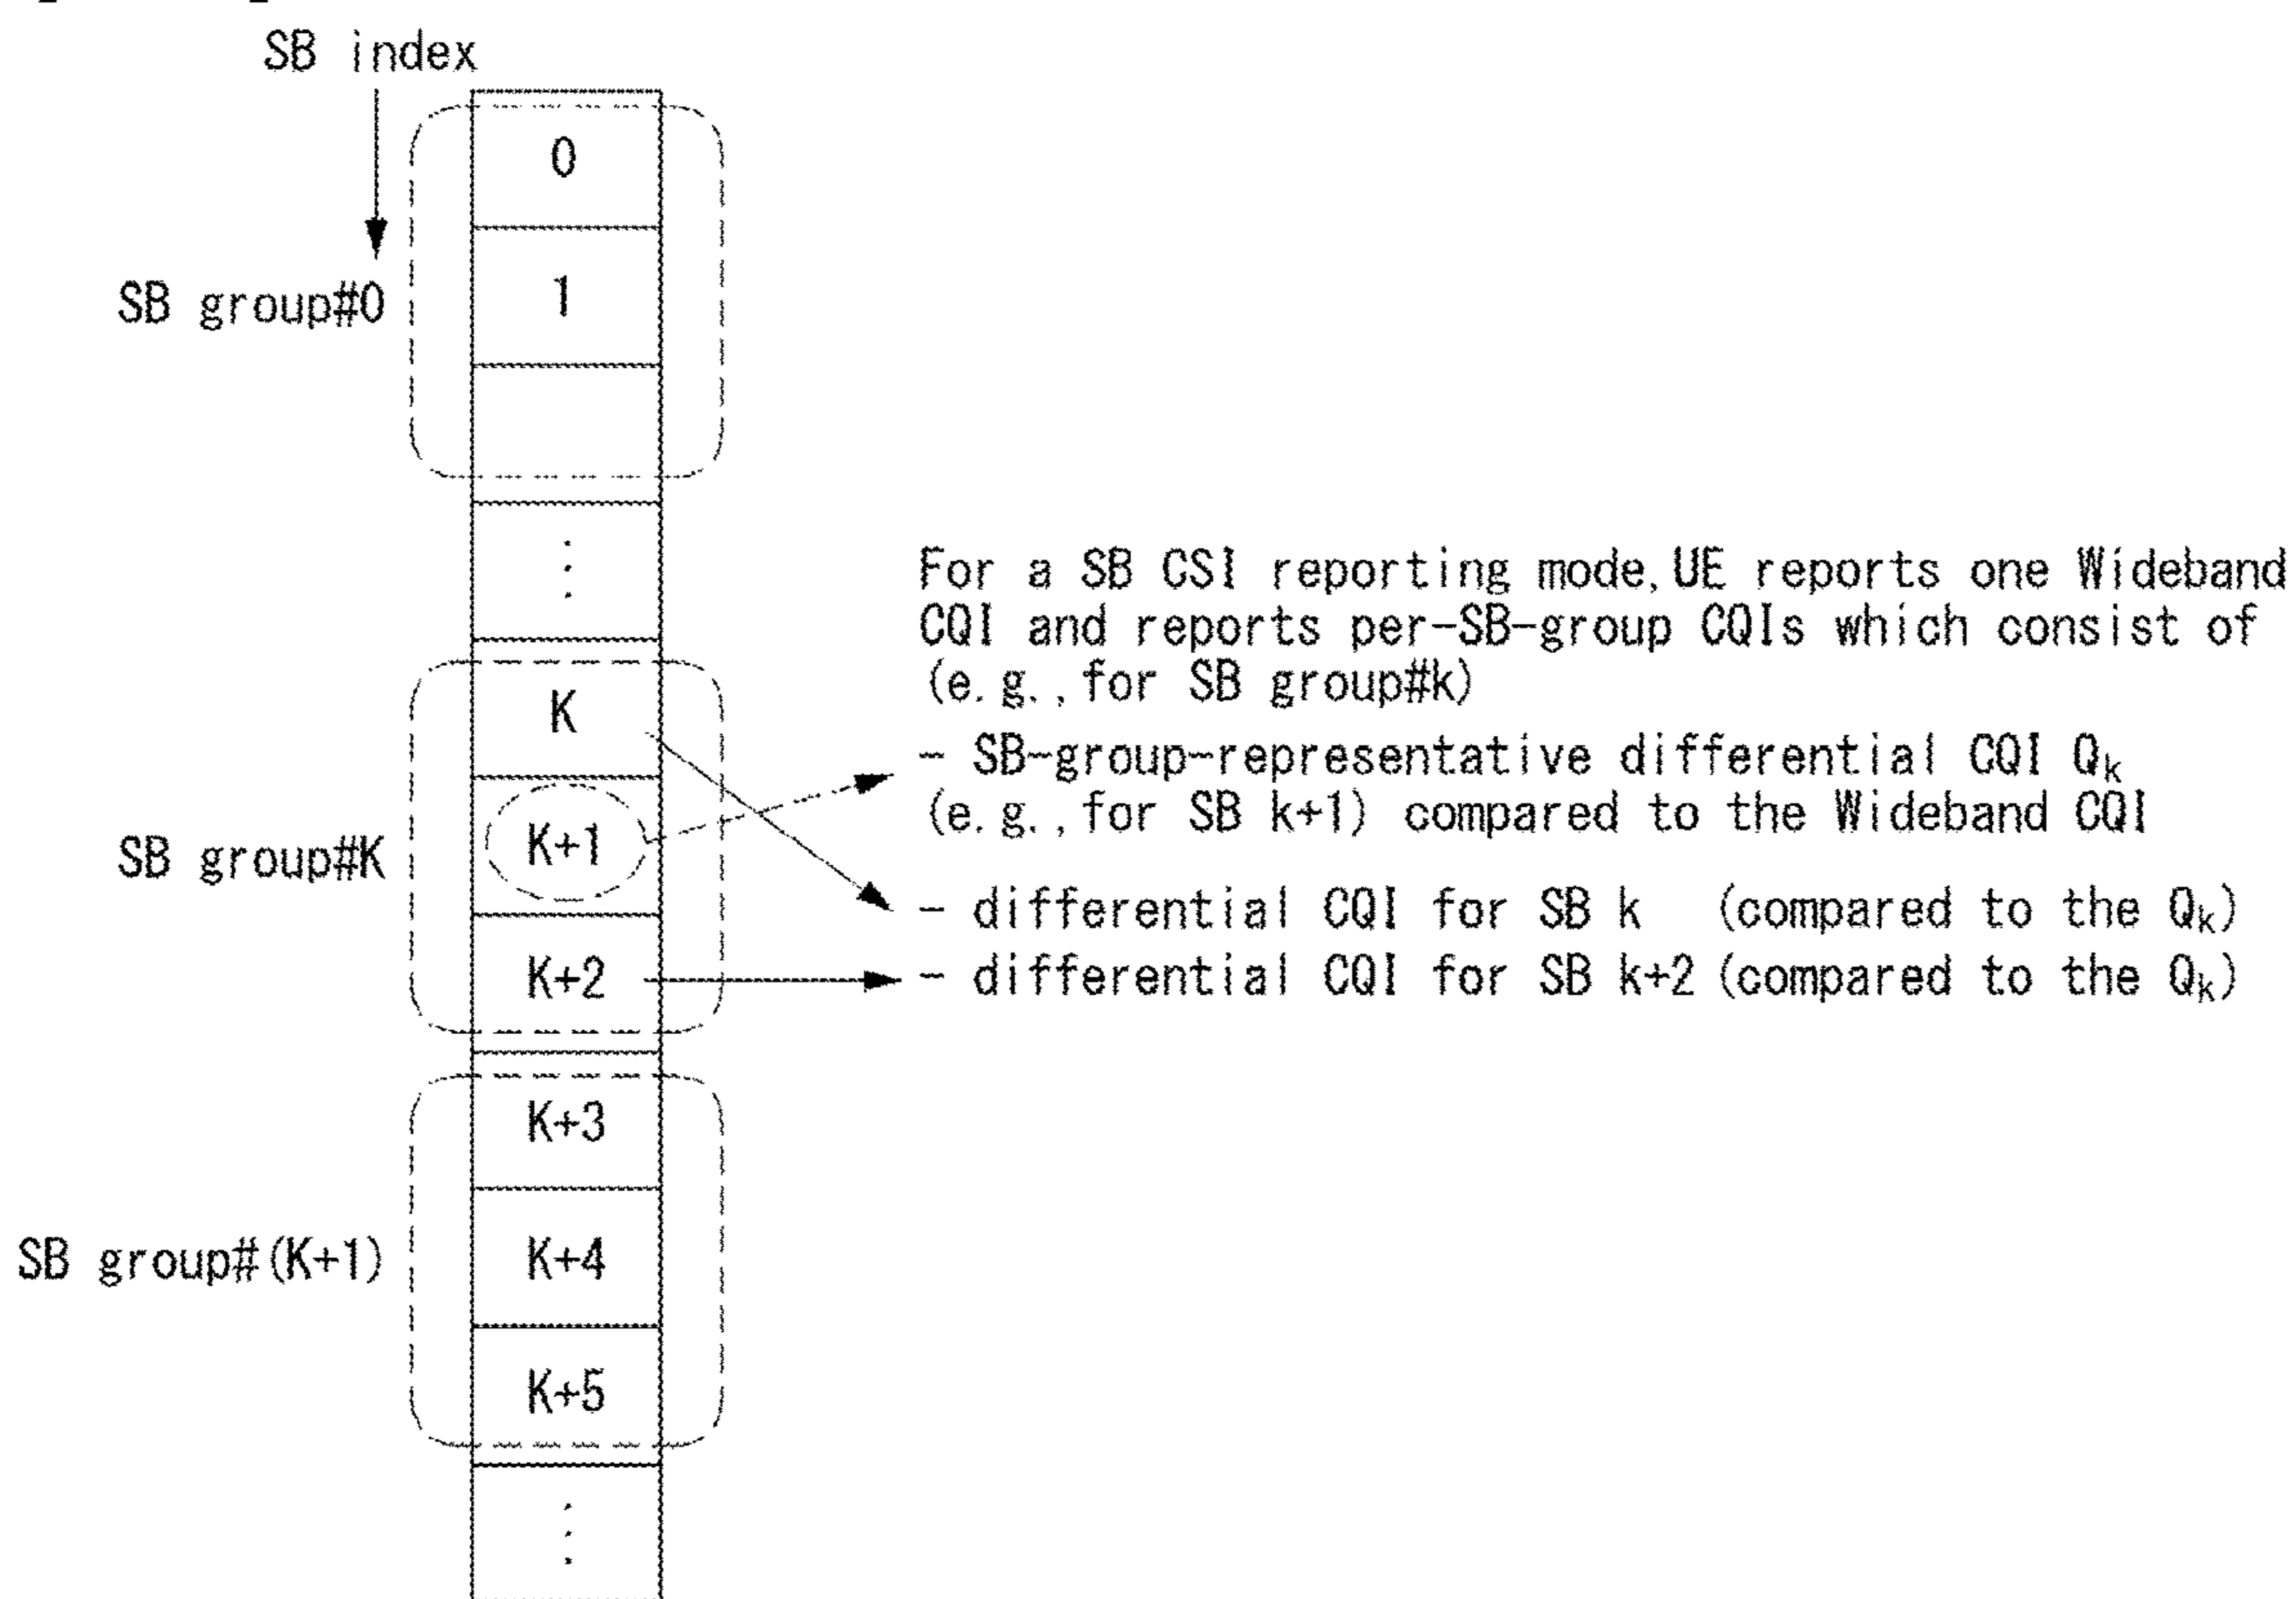 SB index
0
SB group#0
1
⋮
For a SB CSI reporting mode, UE reports one Wideband
CQI and reports per-SB-group CQIs which consist of
(e.g., for SB group#k)
K
- SB-group-representative differential CQI Qk
(e.g., for SB k+1) compared to the Wideband CQI
SB group#K
K+1
- differential CQI for SB k (compared to the Qk)
K+2
- differential CQI for SB k+2 (compared to the Qk)
K+3
SB group#(K+1)
K+4
K+5
⋮